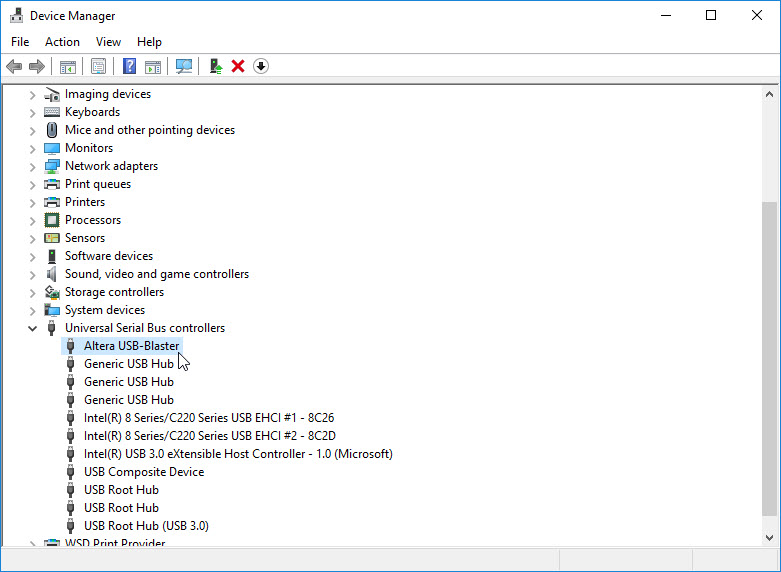 Device Manager
File Action View Help
Imaging devices
Keyboards
Mice and other pointing devices
Monitors
Network adapters
Print queues
Printers
Processors
Sensors
Software devices
Sound, video and game controllers
Storage controllers
System devices
Universal Serial Bus controllers
Altera USB-Blaster
Generic USB Hub
Generic USB Hub
Generic USB Hub
Intel(R) 8 Series/C220 Series USB EHCI #1 - 8C26
Intel(R) 8 Series/C220 Series USB EHCI #2 - 8C2D
Intel(R) USB 3.0 eXtensible Host Controller - 1.0 (Microsoft)
USB Composite Device
USB Root Hub
USB Root Hub
USB Root Hub (USB 3.0)
WSD Print Provider